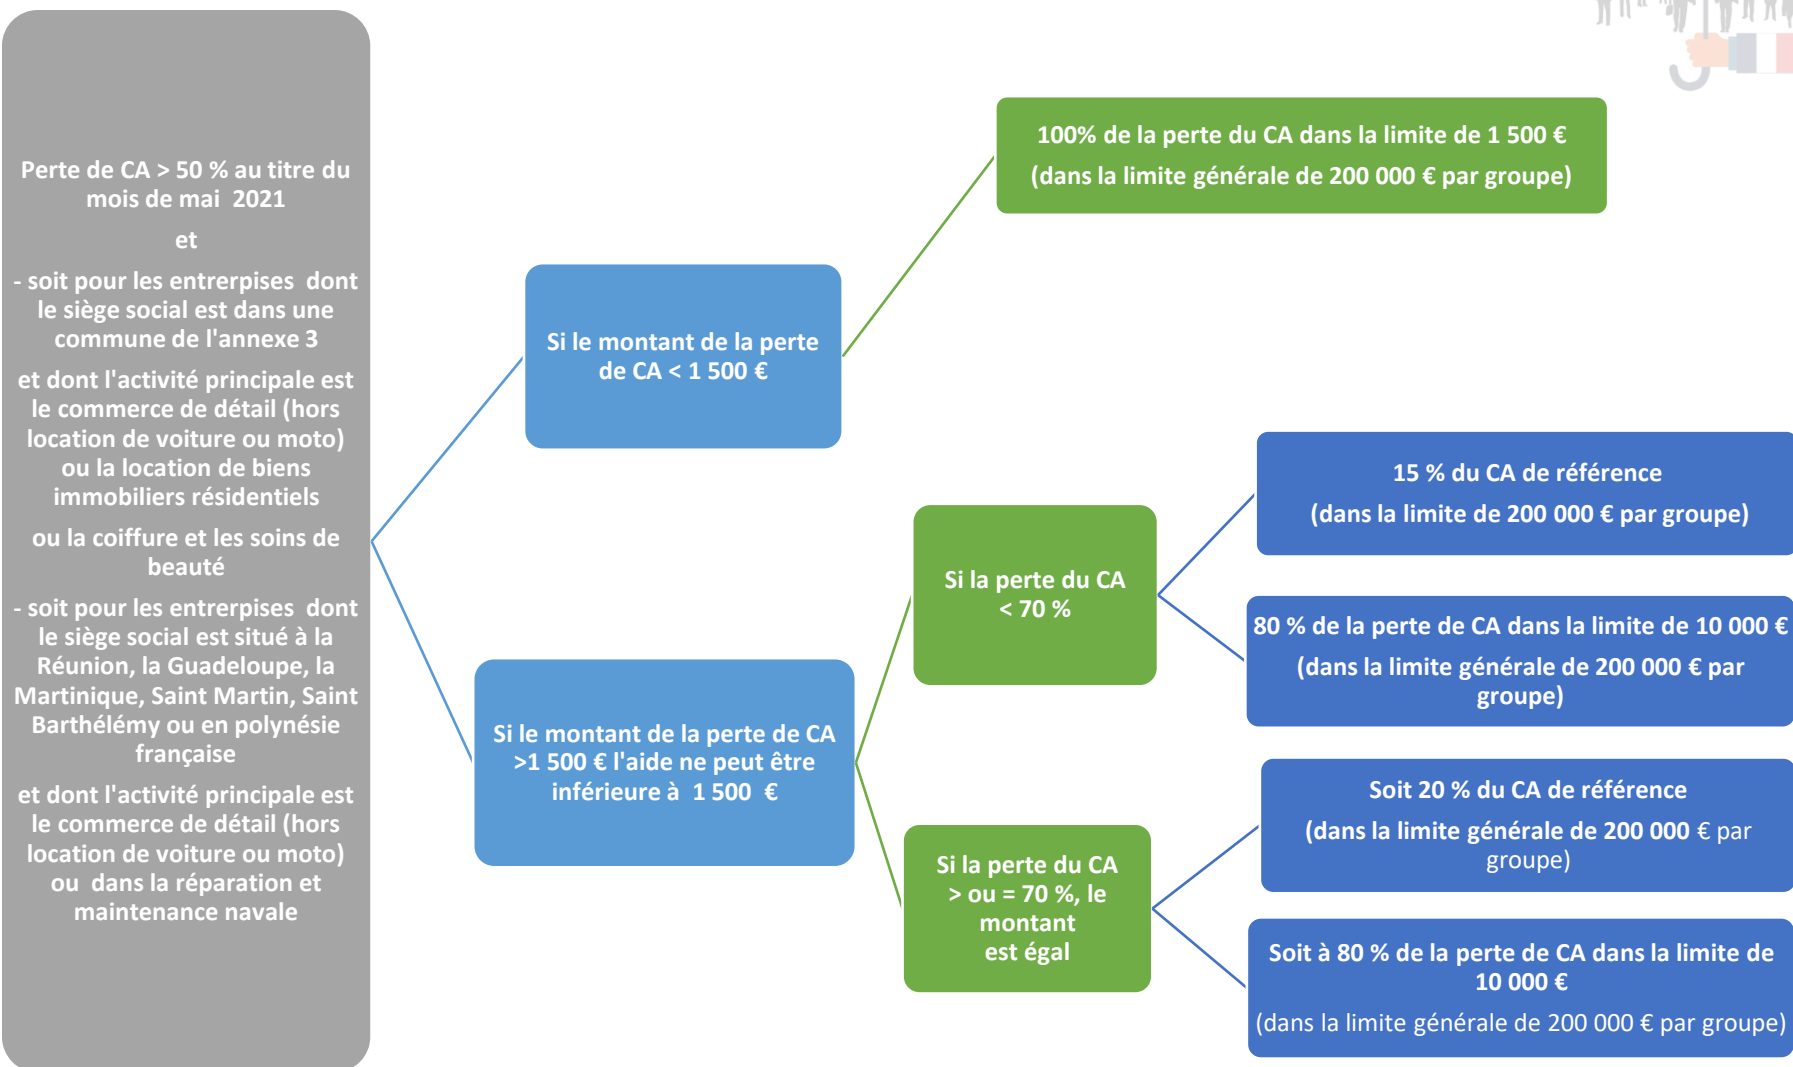 Perte de CA > 50 % au titre du
mois de mai 2021
et
- soit pour les entrerpises dont
le siège social est dans une
commune de l'annexe 3
et dont l'activité principale est
le commerce de détail (hors
location de voiture ou moto)
ou la location de biens
immobiliers résidentiels
ou la coiffure et les soins de
beauté
- soit pour les entrerpises dont
le siège social est situé à la
Réunion, la Guadeloupe, la
Martinique, Saint Martin, Saint
Barthélémy ou en polynésie
française
et dont l'activité principale est
le commerce de détail (hors
location de voiture ou moto)
ou dans la réparation et
maintenance navale
Si le montant de la perte
de CA < 1 500 €
100% de la perte du CA dans la limite de 1 500 €
(dans la limite générale de 200 000 € par groupe)
Si le montant de la perte de CA
>1 500 € l'aide ne peut être
inférieure à 1 500 €
Si la perte du CA
< 70 %
15 % du CA de référence
(dans la limite de 200 000 € par groupe)
80 % de la perte de CA dans la limite de 10 000 €
(dans la limite générale de 200 000 € par
groupe)
Si la perte du CA
> ou = 70 %, le
montant
est égal
Soit 20 % du CA de référence
(dans la limite générale de 200 000 € par
groupe)
Soit à 80 % de la perte de CA dans la limite de
10 000 €
(dans la limite générale de 200 000 € par groupe)